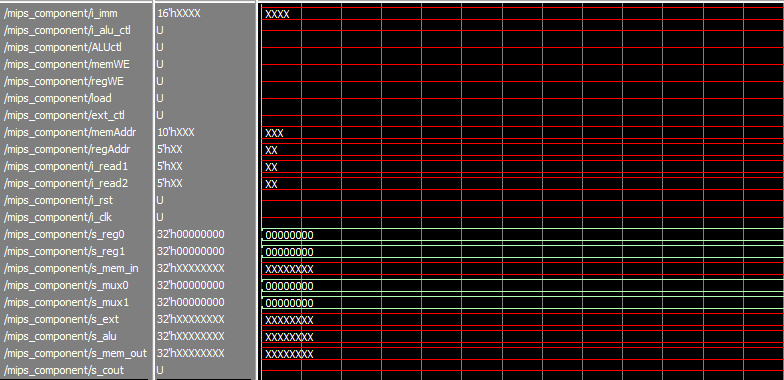 /mips_component/i_imm 16'hXXXX XXXX
/mips_component/i_alu_ctl U
/mips_component/ALUctl U
/mips_component/memWE U
/mips_component/regWE U
/mips_component/load U
/mips_component/ext_ctl U
/mips_component/memAddr 10'hXXX XXX
/mips_component/regAddr 5'hXX XX
/mips_component/i_read1 5'hXX XX
/mips_component/i_read2 5'hXX XX
/mips_component/i_rst U
/mips_component/i_clk U
/mips_component/s_reg0 32'h00000000 00000000
/mips_component/s_reg1 32'h00000000 00000000
/mips_component/s_mem_in 32'hXXXXXXXX XXXXXXXX
/mips_component/s_mux0 32'h00000000 00000000
/mips_component/s_mux1 32'h00000000 00000000
/mips_component/s_ext 32'hXXXXXXXX XXXXXXXX
/mips_component/s_alu 32'hXXXXXXXX XXXXXXXX
/mips_component/s_mem_out 32'hXXXXXXXX XXXXXXXX
/mips_component/s_cout U